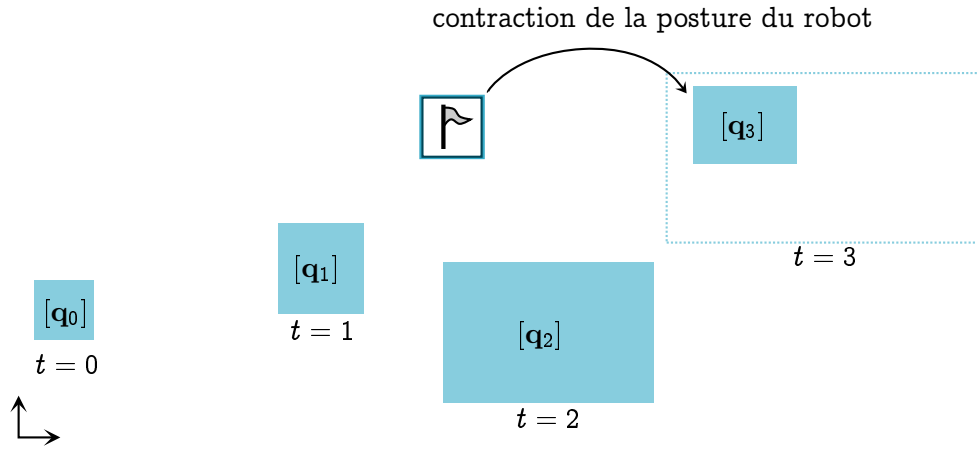 contraction de la posture du robot
[q₃]
t = 3
[q₁]
t = 1
[q₀]
t = 0
[q₂]
t = 2